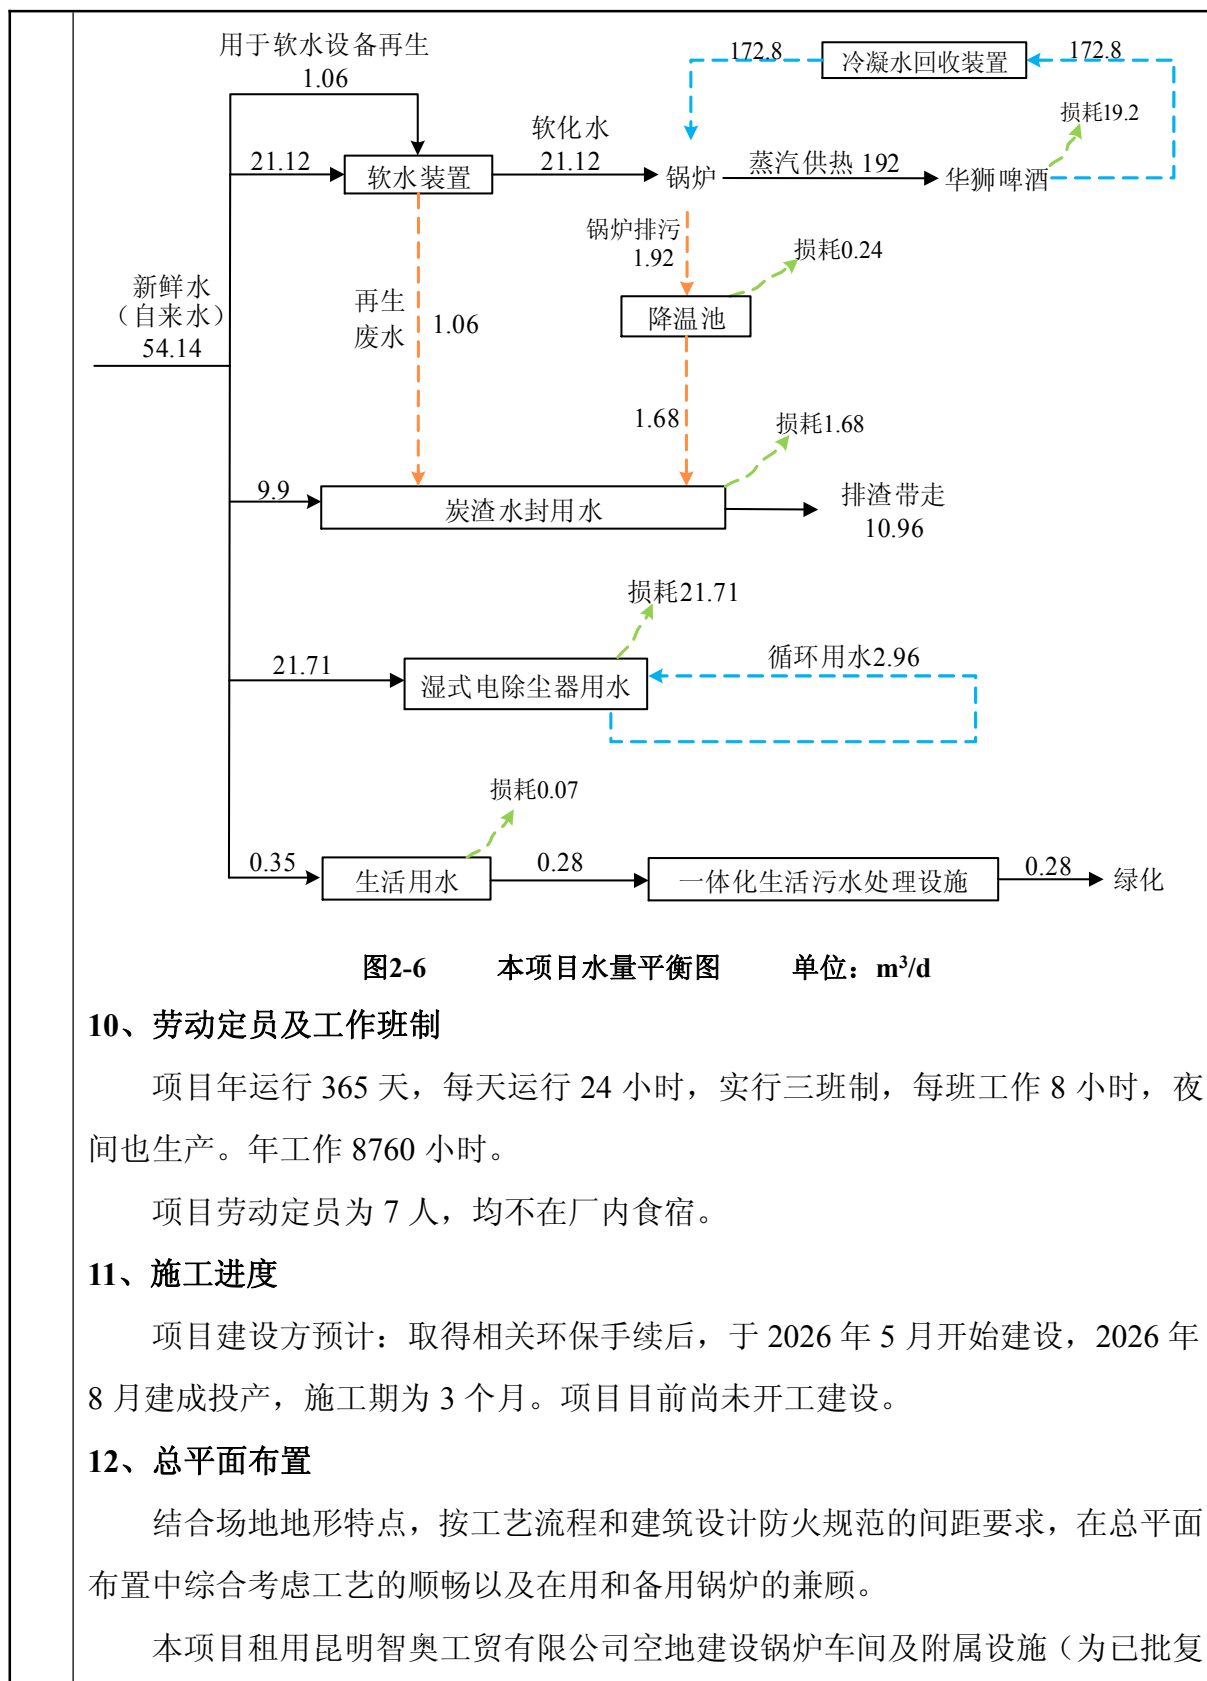 用于软水设备再生
1.06
172.8
冷凝水回收装置
172.8
损耗19.2
软化水
21.12
软水装置
21.12
锅炉
蒸汽供热 192
华狮啤酒
锅炉排污
1.92
损耗0.24
新鲜水
（自来水）
54.14
再生
废水
1.06
降温池
1.68
损耗1.68
9.9
炭渣水封用水
排渣带走
10.96
损耗21.71
21.71
湿式电除尘器用水
循环用水2.96
损耗0.07
0.35
生活用水
0.28
一体化生活污水处理设施
0.28
绿化
图2-6 本项目水量平衡图 单位：m³/d
10、劳动定员及工作班制
项目年运行 365 天，每天运行 24 小时，实行三班制，每班工作 8 小时，夜
间也生产。年工作 8760 小时。
项目劳动定员为 7 人，均不在厂内食宿。
11、施工进度
项目建设方预计：取得相关环保手续后，于 2026 年 5 月开始建设，2026 年
8 月建成投产，施工期为 3 个月。项目目前尚未开工建设。
12、总平面布置
结合场地地形特点，按工艺流程和建筑设计防火规范的间距要求，在总平面
布置中综合考虑工艺的顺畅以及在用和备用锅炉的兼顾。
本项目租用昆明智奥工贸有限公司空地建设锅炉车间及附属设施（为已批复